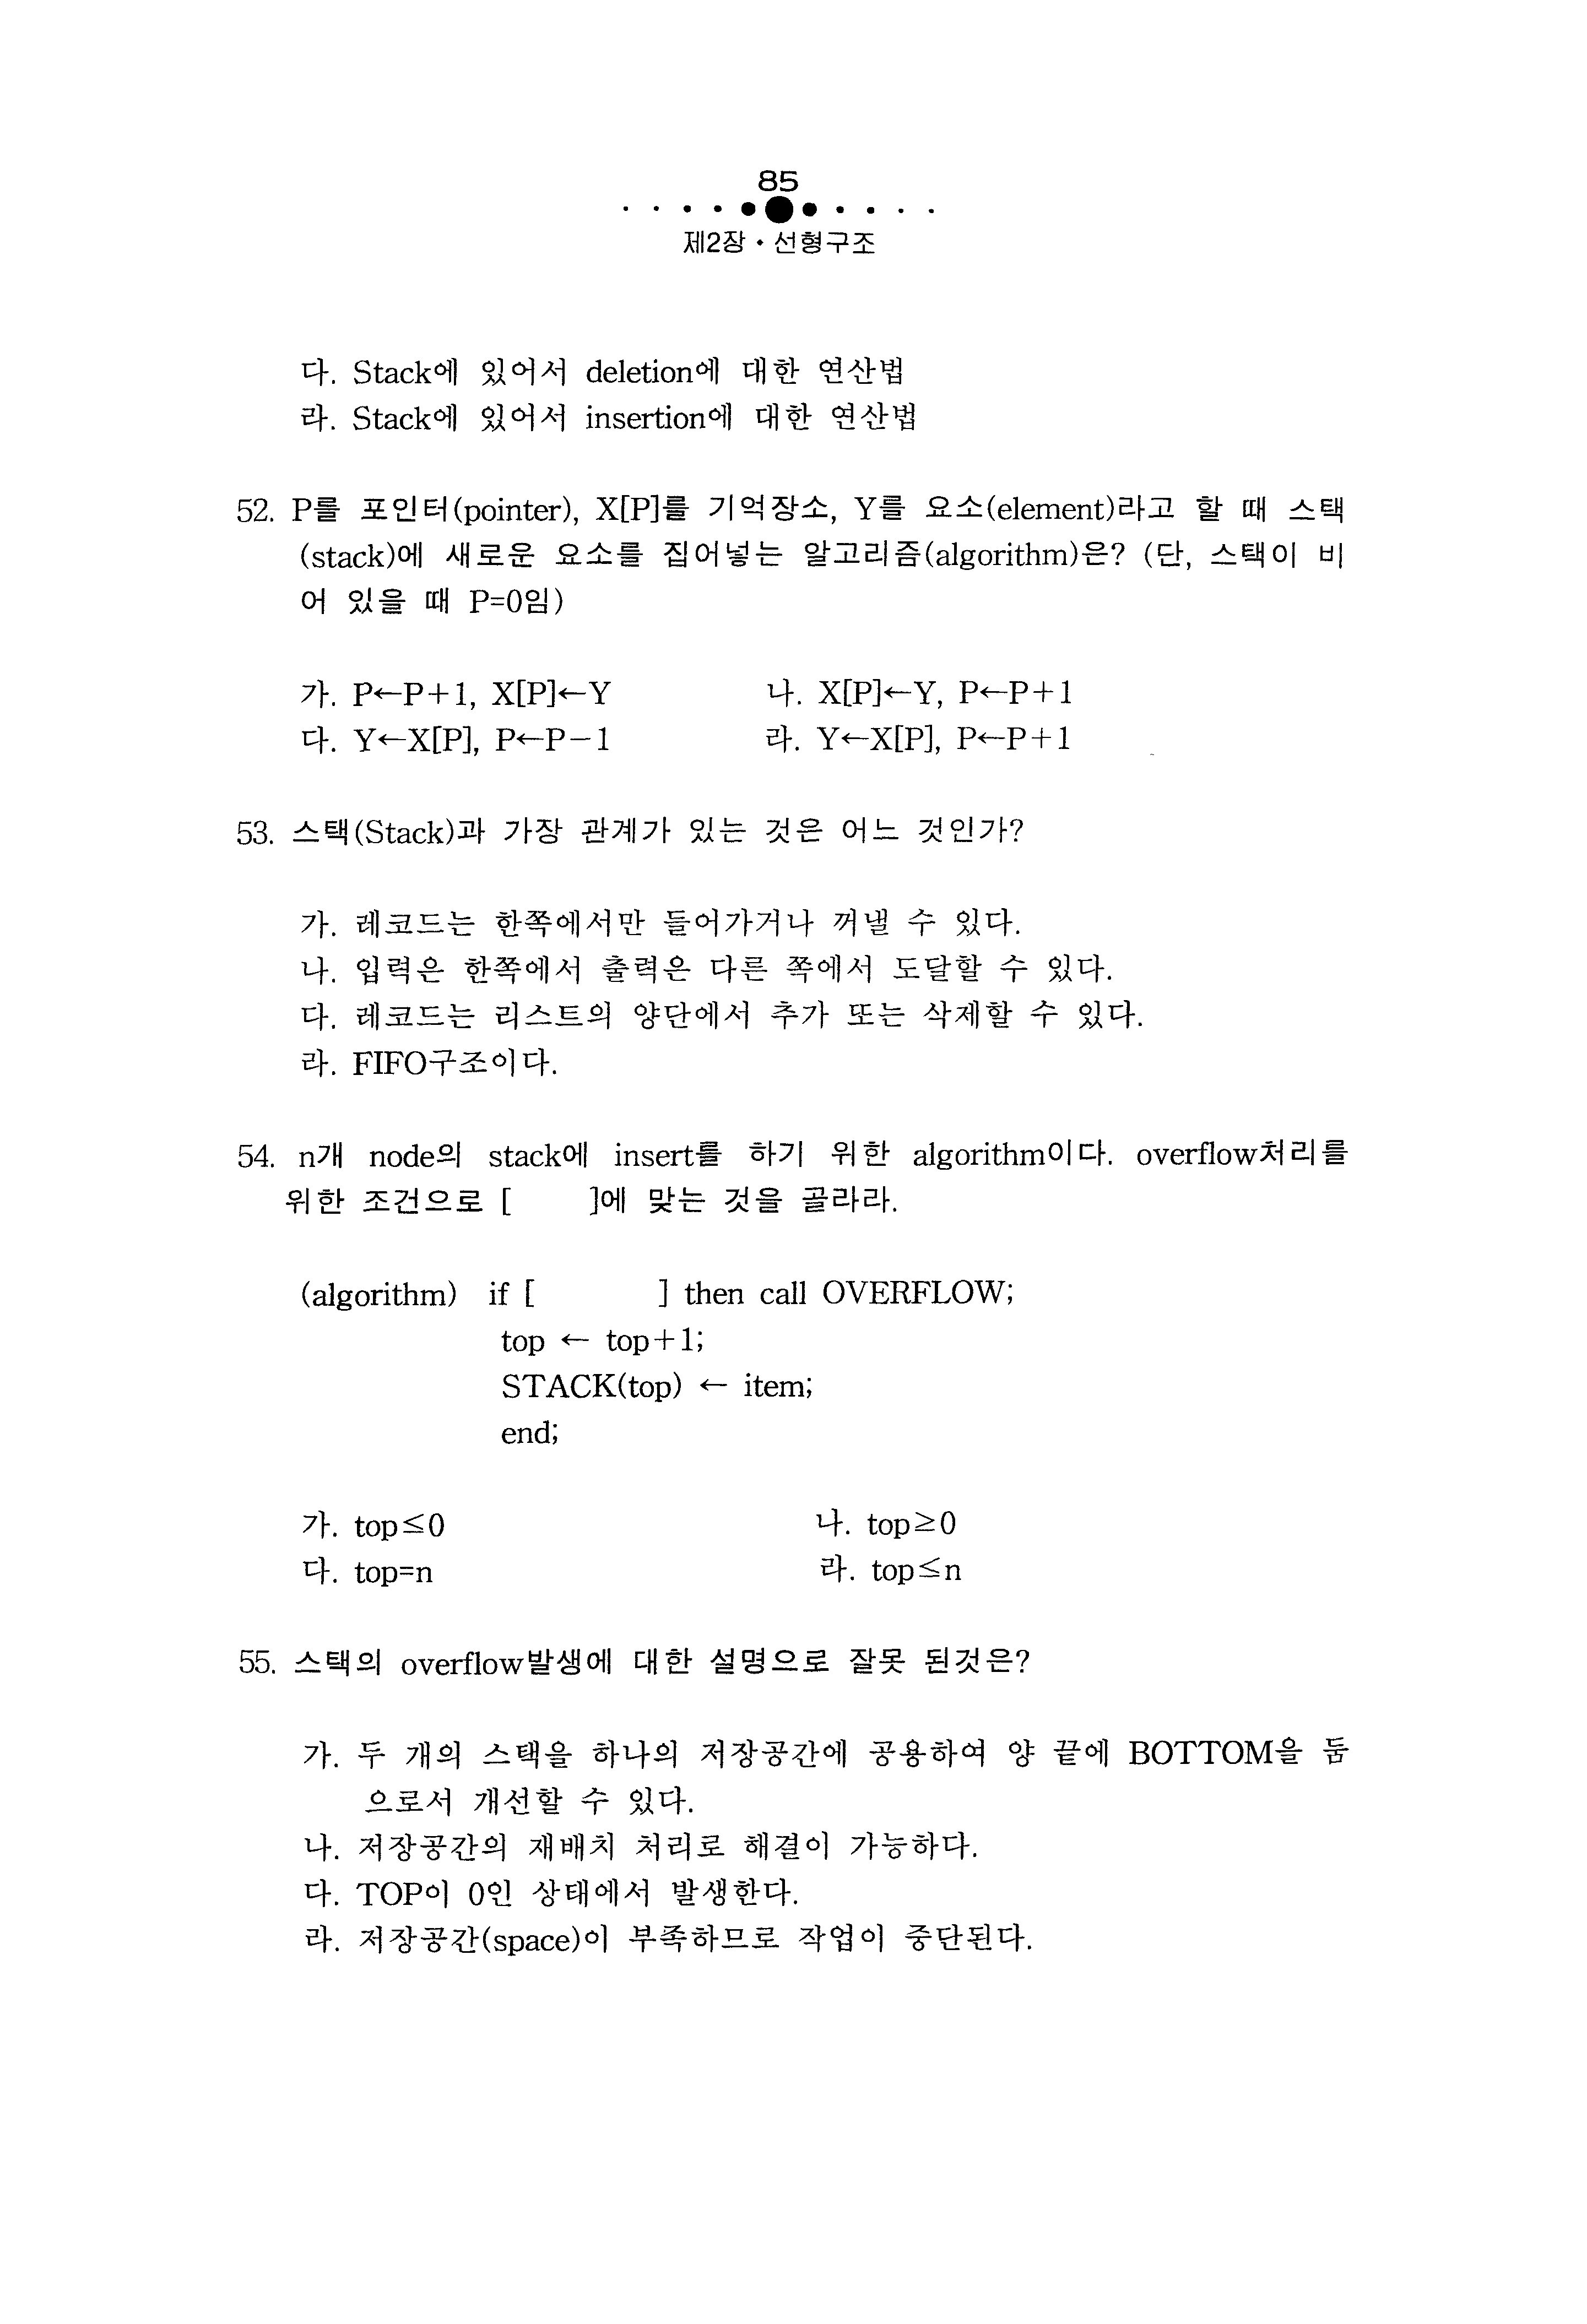 85
제2장 • 선형구조
다. Stack에 있어서 deletion에 대한 연산법
라. Stack에 있어서 insertion에 대한 연산법
52. P를 포인터(pointer), X[P]를 기억장소, Y를 요소(element)라고 할 때 스택
(stack)에 새로운 요소를 집어넣는 알고리즘(algorithm)은? (단, 스택이 비
어 있을 때 P=0임)
가. P←P+1, X[P]←Y 나. X[P]←Y, P←P+1
다. Y←X[P], P←P-1 라. Y←X[P], P←P+1
53. 스택(Stack)과 가장 관계가 있는 것은 어느 것인가?
가. 레코드는 한쪽에서만 들어가거나 꺼낼 수 있다.
나. 입력은 한쪽에서 출력은 다른 쪽에서 도달할 수 있다.
다. 레코드는 리스트의 양단에서 추가 또는 삭제할 수 있다.
라. FIFO구조이다.
54. n개 node의 stack에 insert를 하기 위한 algorithm이다. overflow처리를
위한 조건으로 [ ]에 맞는 것을 골라라.
(algorithm) if [ ] then call OVERFLOW;
top ← top+1;
STACK(top) ← item;
end;
가. top≤0 나. top≥0
다. top=n 라. top≤n
55. 스택의 overflow발생에 대한 설명으로 잘못 된것은?
가. 두 개의 스택을 하나의 저장공간에 공용하여 양 끝에 BOTTOM을 둠
으로서 개선할 수 있다.
나. 저장공간의 재배치 처리로 해결이 가능하다.
다. TOP이 0인 상태에서 발생한다.
라. 저장공간(space)이 부족하므로 작업이 중단된다.